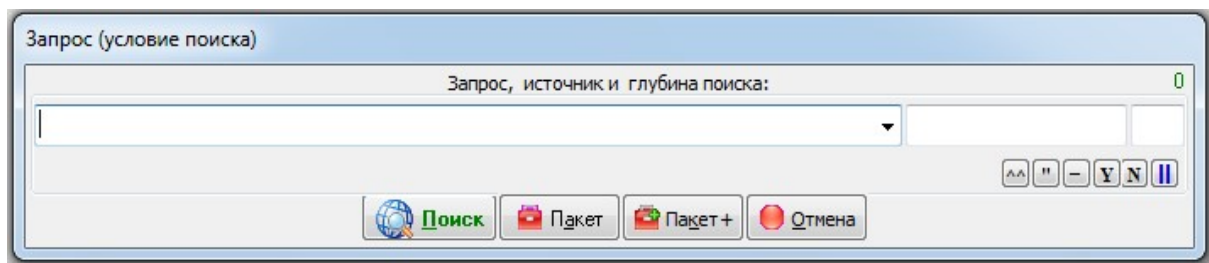 Запрос (условие поиска)
Запрос, источник и глубина поиска: 0
^^ " − Y N ||
Поиск Пакет Пакет+ Отмена